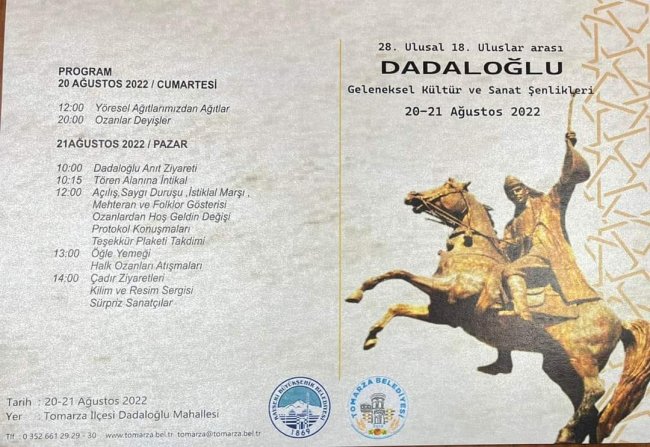 PROGRAM
20 AĞUSTOS 2022 / CUMARTESİ
12:00 Yöresel Ağıtlarımızdan Ağıtlar
20:00 Ozanlar Deyişler
21AĞUSTOS 2022 / PAZAR
10:00 Dadaloğlu Anıt Ziyareti
10:15 Tören Alanına İntikal
12:00 Açılış,Saygı Duruşu ,İstiklal Marşı ,
Mehteran ve Folklor Gösterisi
Ozanlardan Hoş Geldin Değişi
Protokol Konuşmaları
Teşekkür Plaketi Takdimi
13:00 Öğle Yemeği
Halk Ozanları Atışmaları
14:00 Çadır Ziyaretleri
Kilim ve Resim Sergisi
Sürpriz Sanatçılar
Tarih : 20-21 Ağustos 2022
Yer : Tomarza İlçesi Dadaloğlu Mahallesi
Tlf : 0 352 661 29 29 - 30 www.tomarza.bel.tr tomarza@tomarza.bel.tr
28. Ulusal 18. Uluslar arası
DADALOĞLU
Geleneksel Kültür ve Sanat Şenlikleri
20-21 Ağustos 2022
KAYSERİ BÜYÜKŞEHİR BELEDİYESİ
1869
TOMARZA BELEDİYESİ